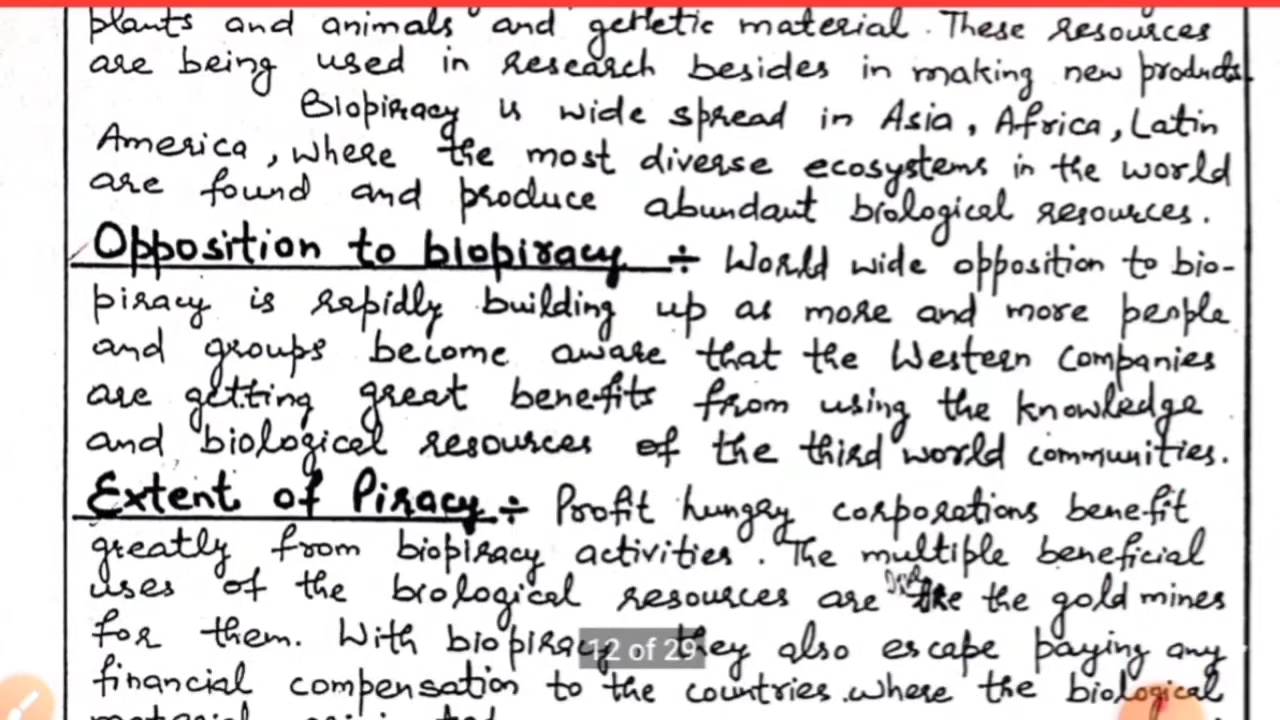 plants and animals and genetic material. These resources
are being used in research besides in making new products.
Biopiracy is wide spread in Asia, Africa, Latin
America, where the most diverse ecosystems in the world
are found and produce abundant biological resources.
Opposition to biopiracy ÷ World wide opposition to bio-
piracy is rapidly building up as more and more people
and groups become aware that the Western Companies
are getting great benefits from using the knowledge
and biological resources of the third world communities.
Extent of Piracy ÷ Profit hungry corporations benefit
greatly from biopiracy activities. The multiple beneficial
uses of the biological resources are the gold mines
for them. With biopiracy they also escape paying any
financial compensation to the countries where the biological
12 of 29